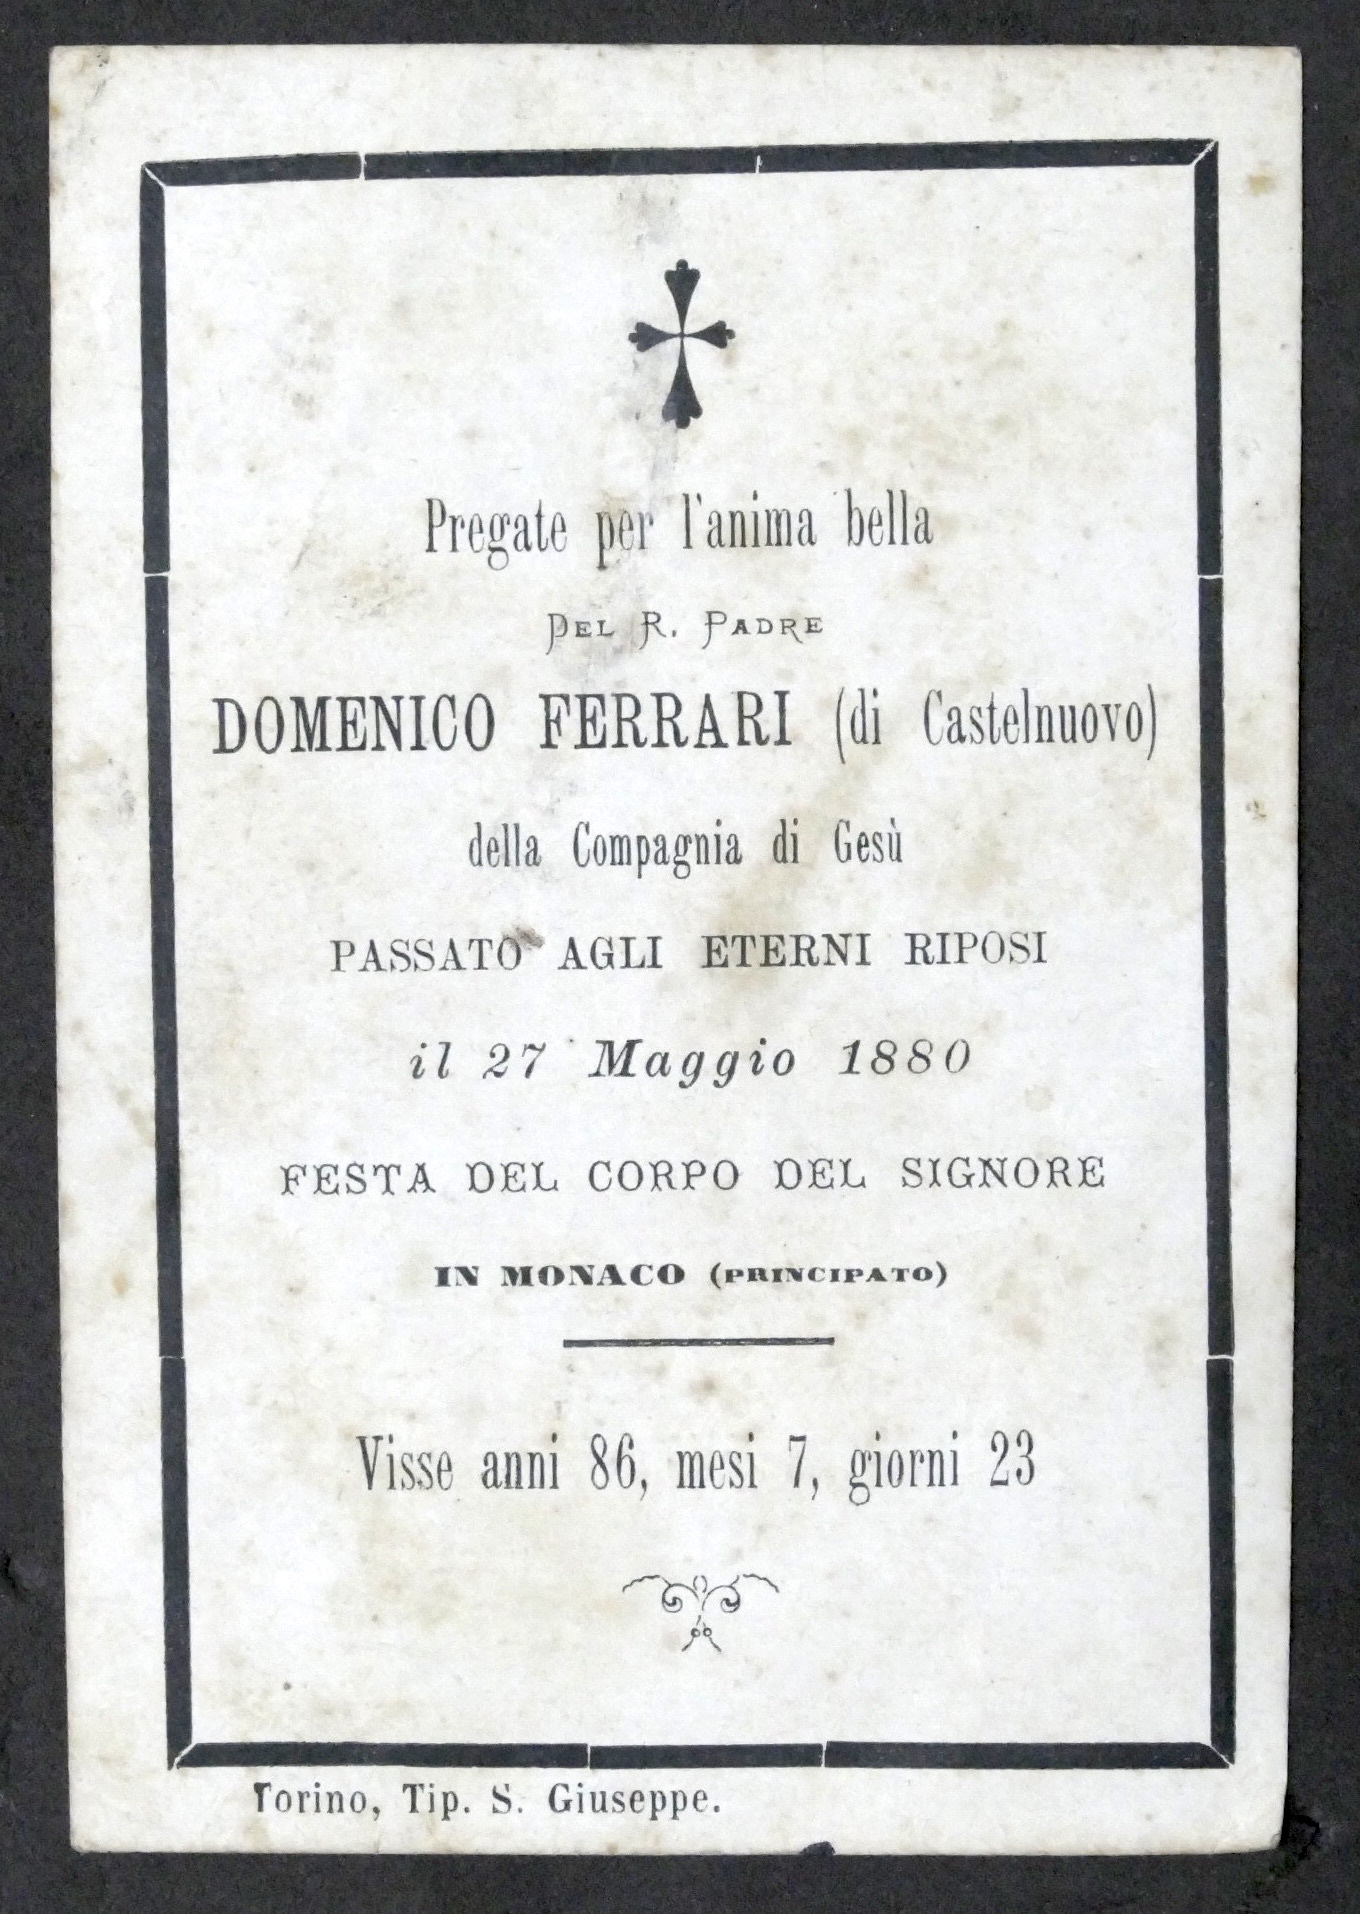 Pregate per l'anima bella
DEL R. PADRE
DOMENICO FERRARI (di Castelnuovo)
della Compagnia di Gesù
PASSATO AGLI ETERNI RIPOSI
il 27 Maggio 1880
FESTA DEL CORPO DEL SIGNORE
IN MONACO (PRINCIPATO)
Visse anni 86, mesi 7, giorni 23
Torino, Tip. S. Giuseppe.